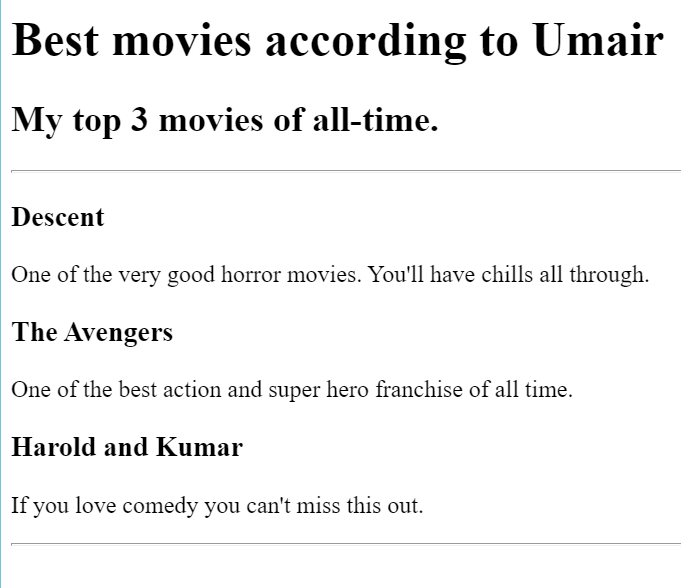 Best movies according to Umair
My top 3 movies of all-time.
Descent
One of the very good horror movies. You'll have chills all through.
The Avengers
One of the best action and super hero franchise of all time.
Harold and Kumar
If you love comedy you can't miss this out.